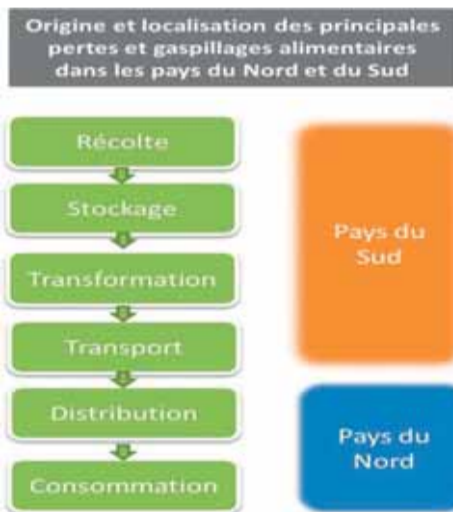 Origine et localisation des principales
pertes et gaspillages alimentaires
dans les pays du Nord et du Sud
Récolte
Stockage
Transformation
Transport
Distribution
Consommation
Pays du
Sud
Pays du
Nord